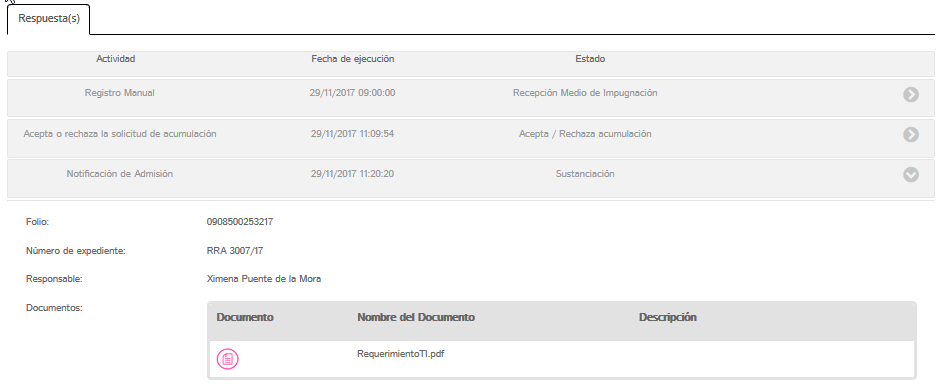 Respuesta(s)
Actividad Fecha de ejecución Estado
Registro Manual 29/11/2017 09:00:00 Recepción Medio de Impugnación
Acepta o rechaza la solicitud de acumulación 29/11/2017 11:09:54 Acepta / Rechaza acumulación
Notificación de Admisión 29/11/2017 11:20:20 Sustanciación
Folio: 0908500253217
Número de expediente: RRA 3007/17
Responsable: Ximena Puente de la Mora
Documentos:
Documento Nombre del Documento Descripción
RequerimientoTI.pdf